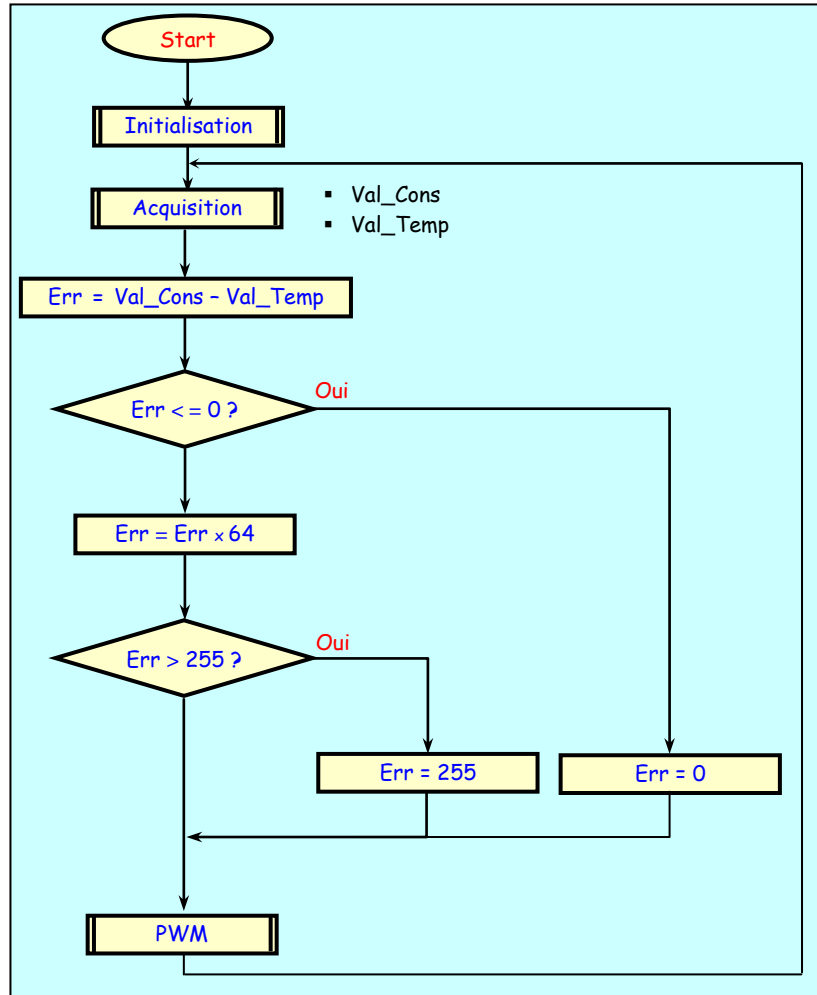 Start
Initialisation
Acquisition
▪ Val_Cons
▪ Val_Temp
Err = Val_Cons – Val_Temp
Oui
Err < = 0 ?
Err = Err × 64
Oui
Err > 255 ?
Err = 255
Err = 0
PWM